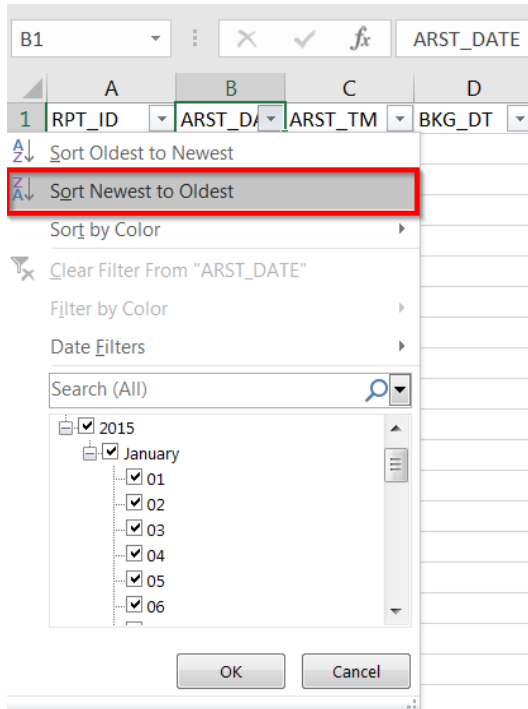 B1 fx ARST_DATE
A B C D
1 RPT_ID ARST_DA ARST_TM BKG_DT
Sort Oldest to Newest
Sort Newest to Oldest
Sort by Color
Clear Filter From "ARST_DATE"
Filter by Color
Date Filters
Search (All)
2015
January
01
02
03
04
05
06
OK Cancel